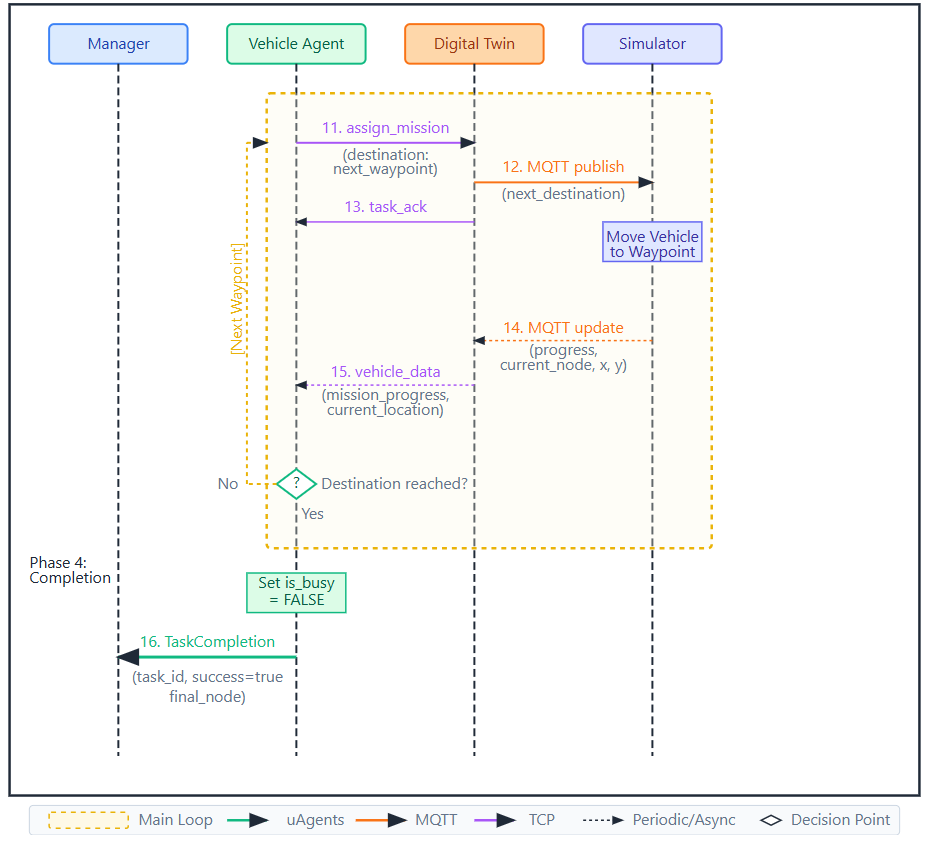 Manager
Vehicle Agent
Digital Twin
Simulator
11. assign_mission
(destination:
next_waypoint)
12. MQTT publish
(next_destination)
13. task_ack
Move Vehicle
to Waypoint
[Next Waypoint]
14. MQTT update
(progress,
current_node, x, y)
15. vehicle_data
(mission_progress,
current_location)
No
?
Destination reached?
Yes
Phase 4:
Completion
Set is_busy
= FALSE
16. TaskCompletion
(task_id, success=true
final_node)
Main Loop
uAgents
MQTT
TCP
Periodic/Async
Decision Point